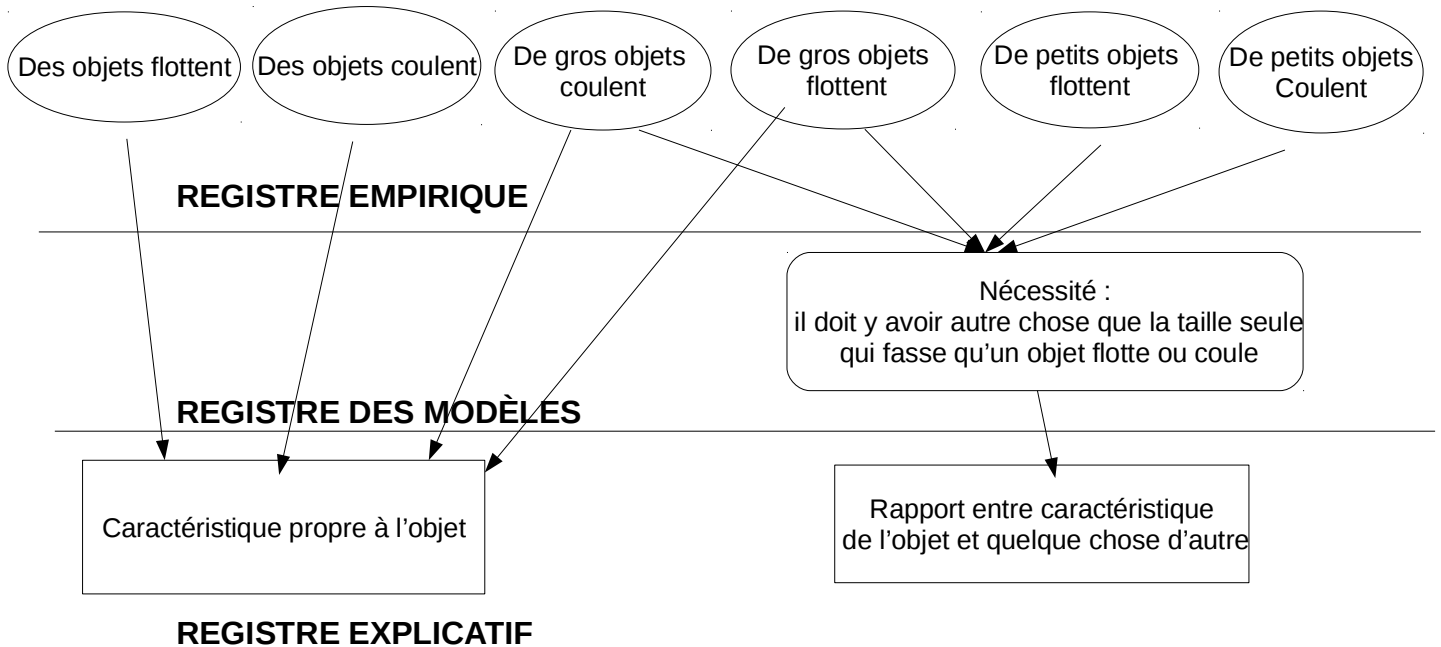 Des objets flottent
Des objets coulent
De gros objets
coulent
De gros objets
flottent
De petits objets
flottent
De petits objets
Coulent
REGISTRE EMPIRIQUE
Nécessité :
il doit y avoir autre chose que la taille seule
qui fasse qu’un objet flotte ou coule
REGISTRE DES MODÈLES
Caractéristique propre à l’objet
Rapport entre caractéristique
de l’objet et quelque chose d’autre
REGISTRE EXPLICATIF